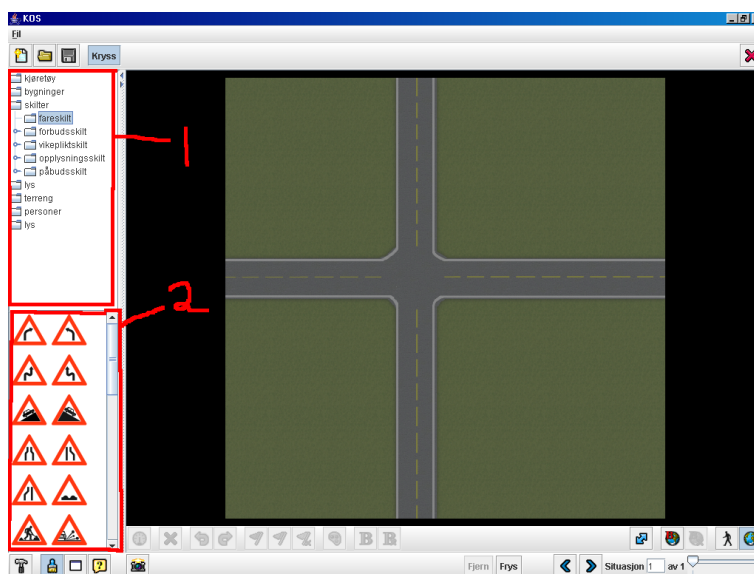 KOS
Fil
Kryss
kjøretøy
bygninger
skilter
fareskilt
forbudsskilt
vikepliktskilt
opplysningsskilt
påbudsskilt
lys
terreng
personer
lys
1
2
B B
Fjern Frys Situasjon 1 av 1